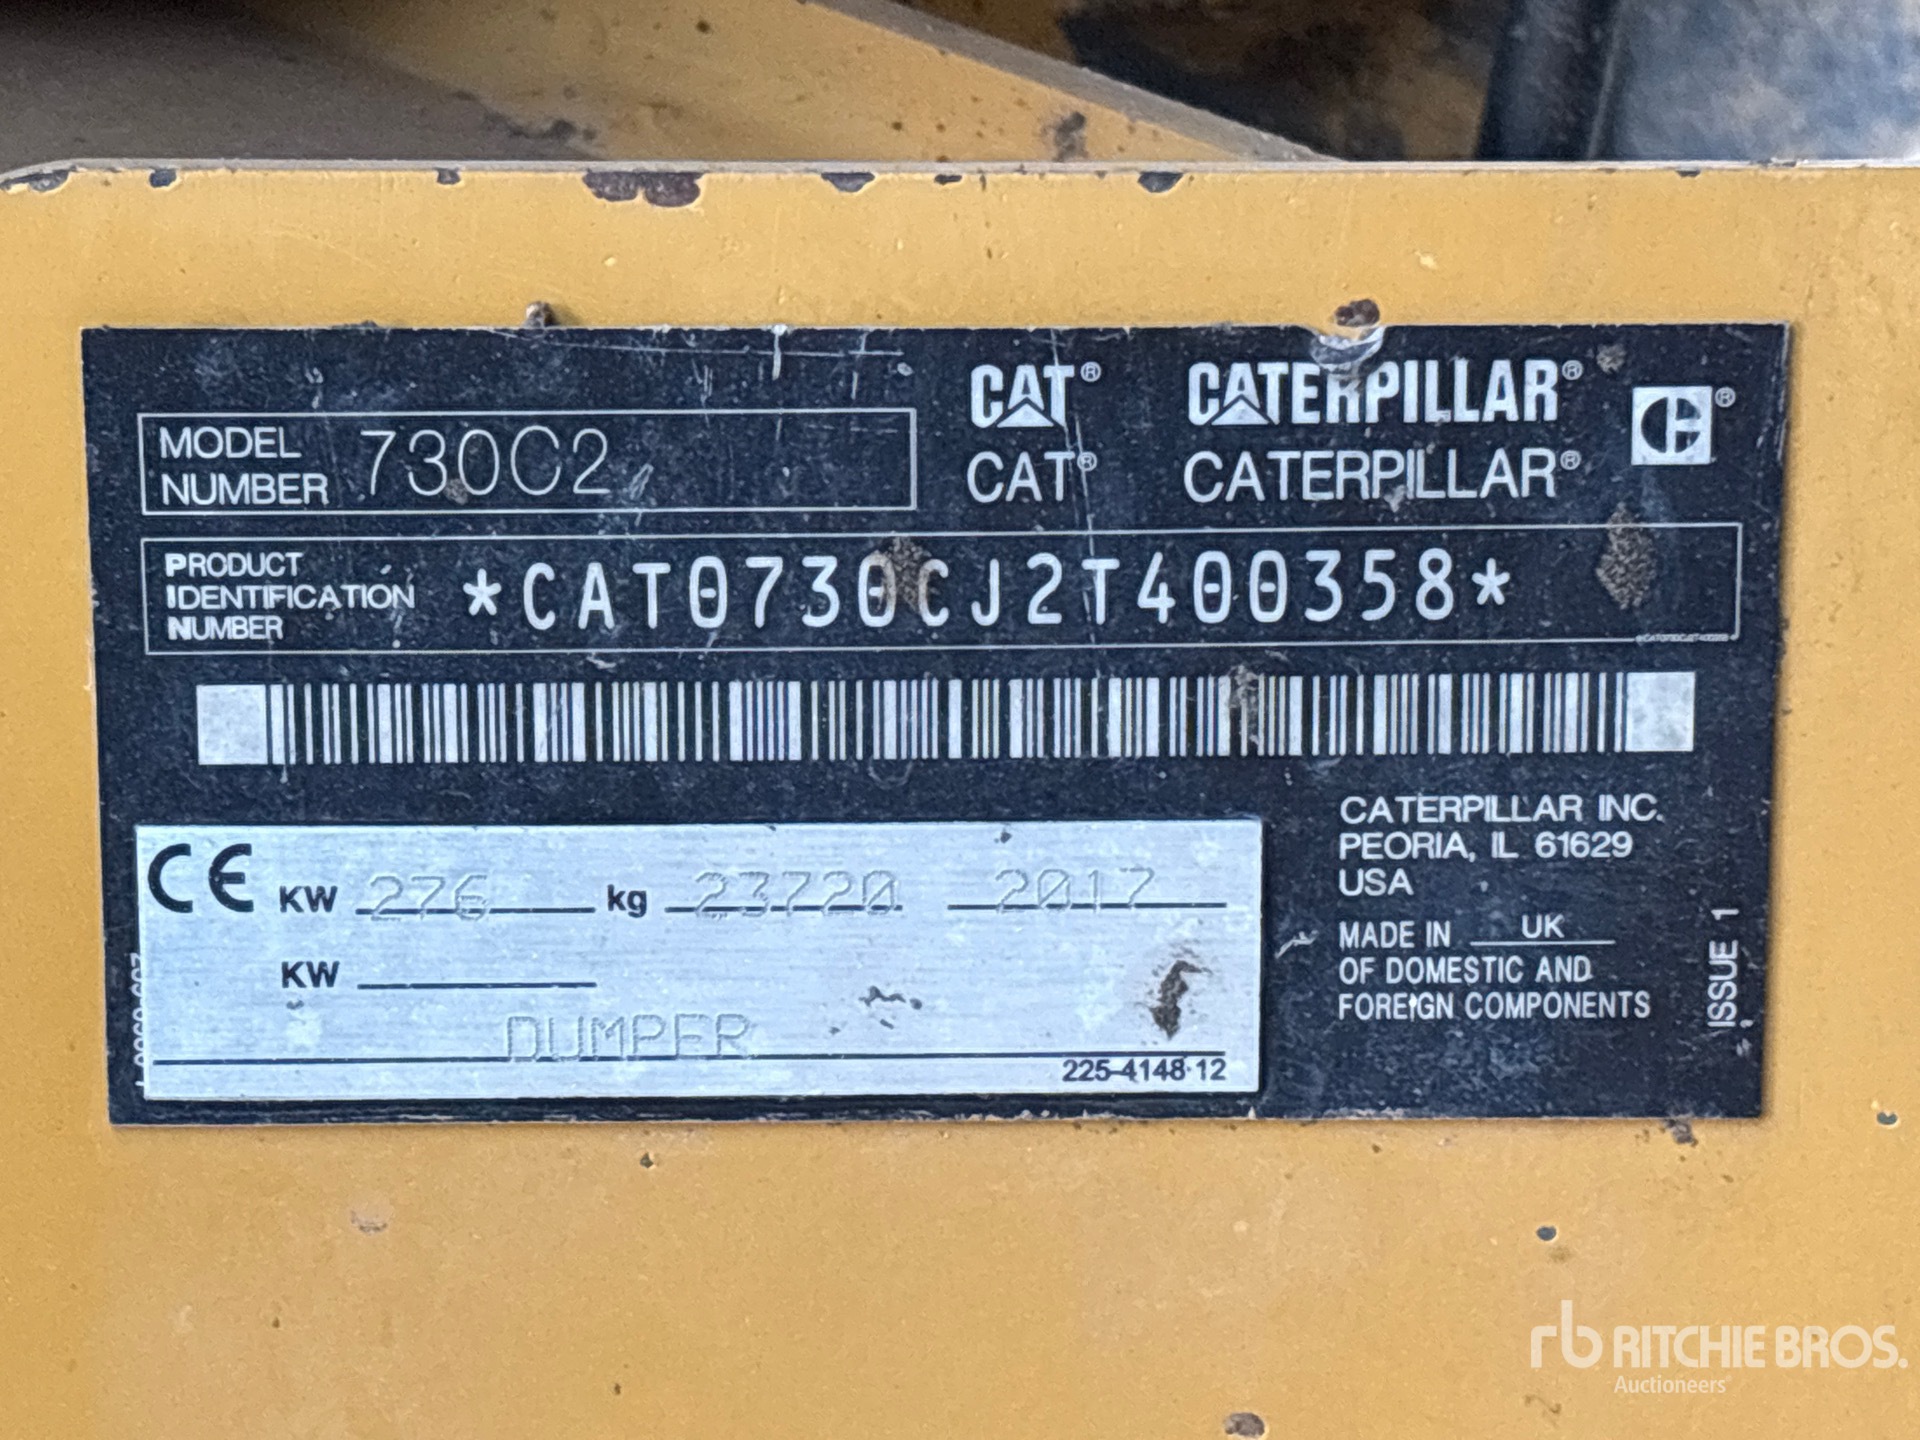 CAT® CATERPILLAR®
MODEL NUMBER 730C2
CAT® CATERPILLAR®
PRODUCT IDENTIFICATION NUMBER *CAT0730CJ2T400358*
CE KW 276 kg 23720 2017
KW
DUMPER
225-4148 12
CATERPILLAR INC.
PEORIA, IL 61629
USA
MADE IN UK
OF DOMESTIC AND
FOREIGN COMPONENTS
ISSUE 1
rb RITCHIE BROS.
Auctioneers